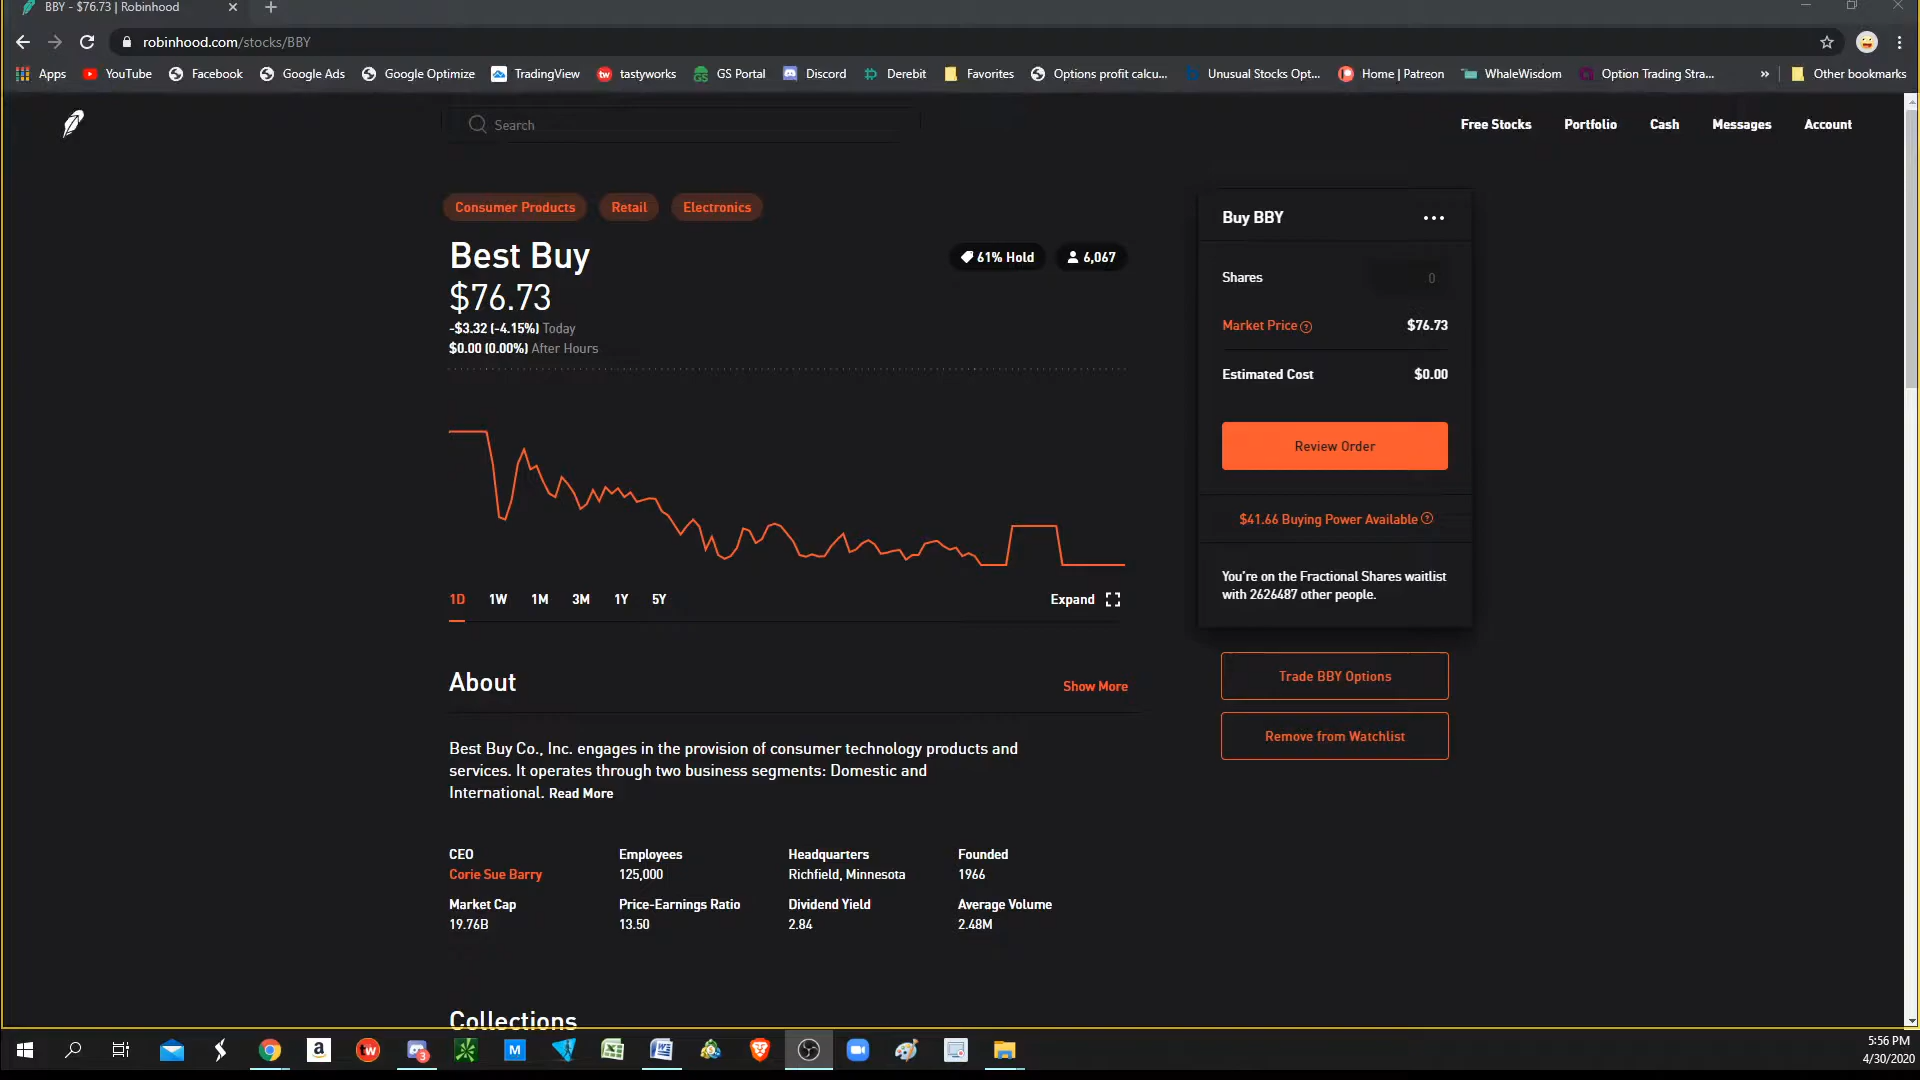 BBY - $76.73 | Robinhood
robinhood.com/stocks/BBY
Apps YouTube Facebook Google Ads Google Optimize TradingView tastyworks GS Portal Discord Derebit Favorites Options profit calcu... Unusual Stocks Opt... Home | Patreon WhaleWisdom Option Trading Stra... » Other bookmarks
Search
Free Stocks Portfolio Cash Messages Account
Consumer Products Retail Electronics
Best Buy
61% Hold 6,067
$76.73
-$3.32 (-4.15%) Today
$0.00 (0.00%) After Hours
1D 1W 1M 3M 1Y 5Y Expand
About
Show More
Best Buy Co., Inc. engages in the provision of consumer technology products and
services. It operates through two business segments: Domestic and
International. Read More
CEO Employees Headquarters Founded
Corie Sue Barry 125,000 Richfield, Minnesota 1966
Market Cap Price-Earnings Ratio Dividend Yield Average Volume
19.76B 13.50 2.84 2.48M
Collections
Buy BBY
Shares 0
Market Price $76.73
Estimated Cost $0.00
Review Order
$41.66 Buying Power Available
You're on the Fractional Shares waitlist
with 2626487 other people.
Trade BBY Options
Remove from Watchlist
5:56 PM
4/30/2020